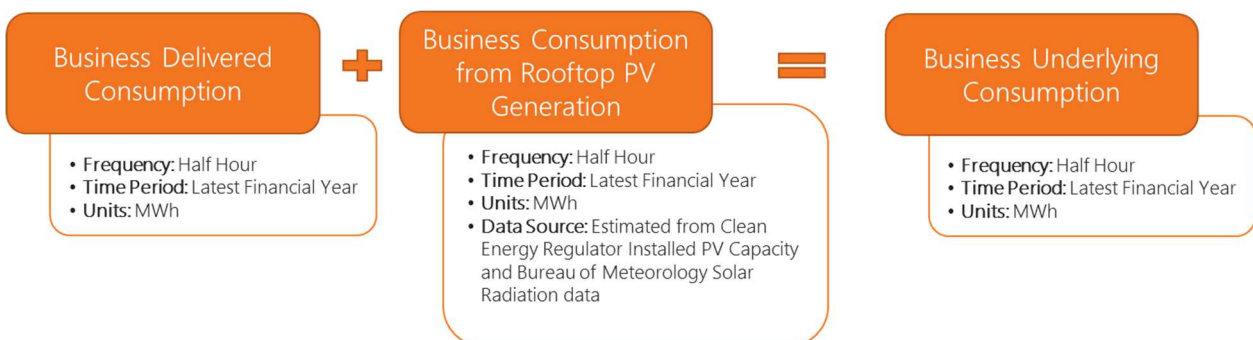 Business Delivered
Consumption
• Frequency: Half Hour
• Time Period: Latest Financial Year
• Units: MWh
+
Business Consumption
from Rooftop PV
Generation
• Frequency: Half Hour
• Time Period: Latest Financial Year
• Units: MWh
• Data Source: Estimated from Clean
Energy Regulator Installed PV Capacity
and Bureau of Meteorology Solar
Radiation data
=
Business Underlying
Consumption
• Frequency: Half Hour
• Time Period: Latest Financial Year
• Units: MWh